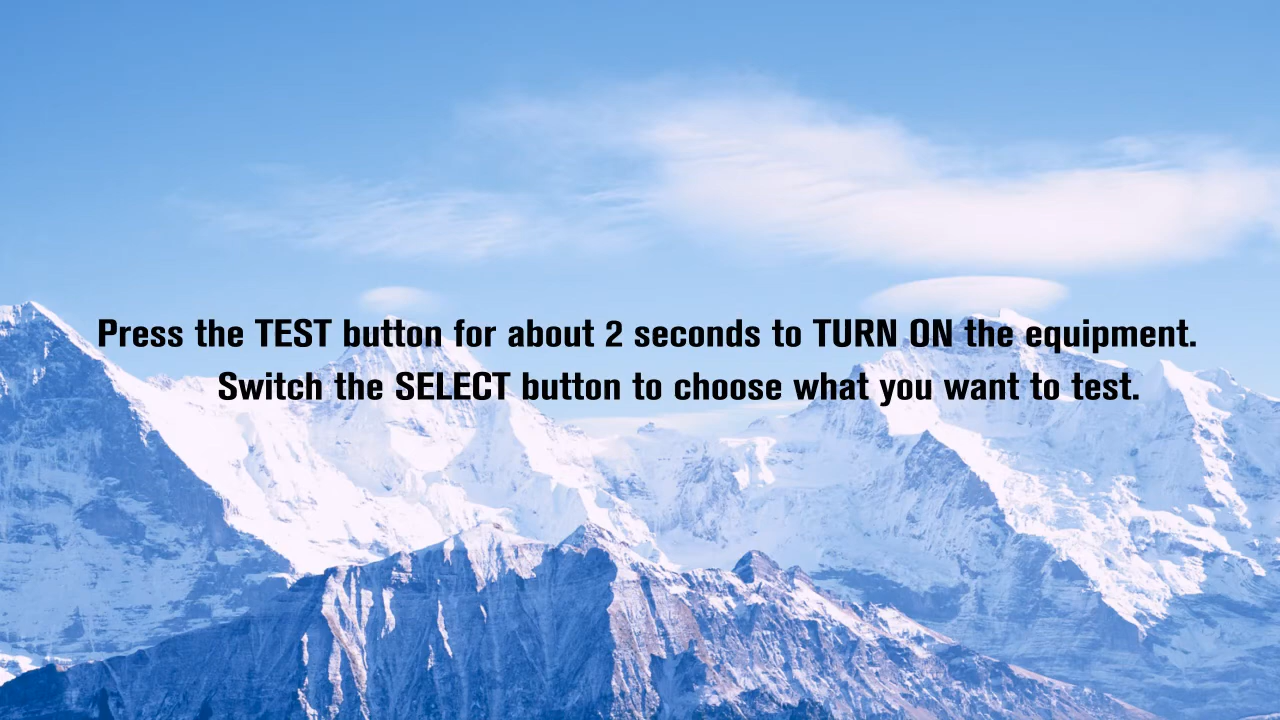 Press the TEST button for about 2 seconds to TURN ON the equipment.
Switch the SELECT button to choose what you want to test.